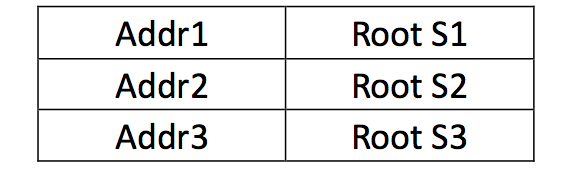 Addr1 Root S1
Addr2 Root S2
Addr3 Root S3